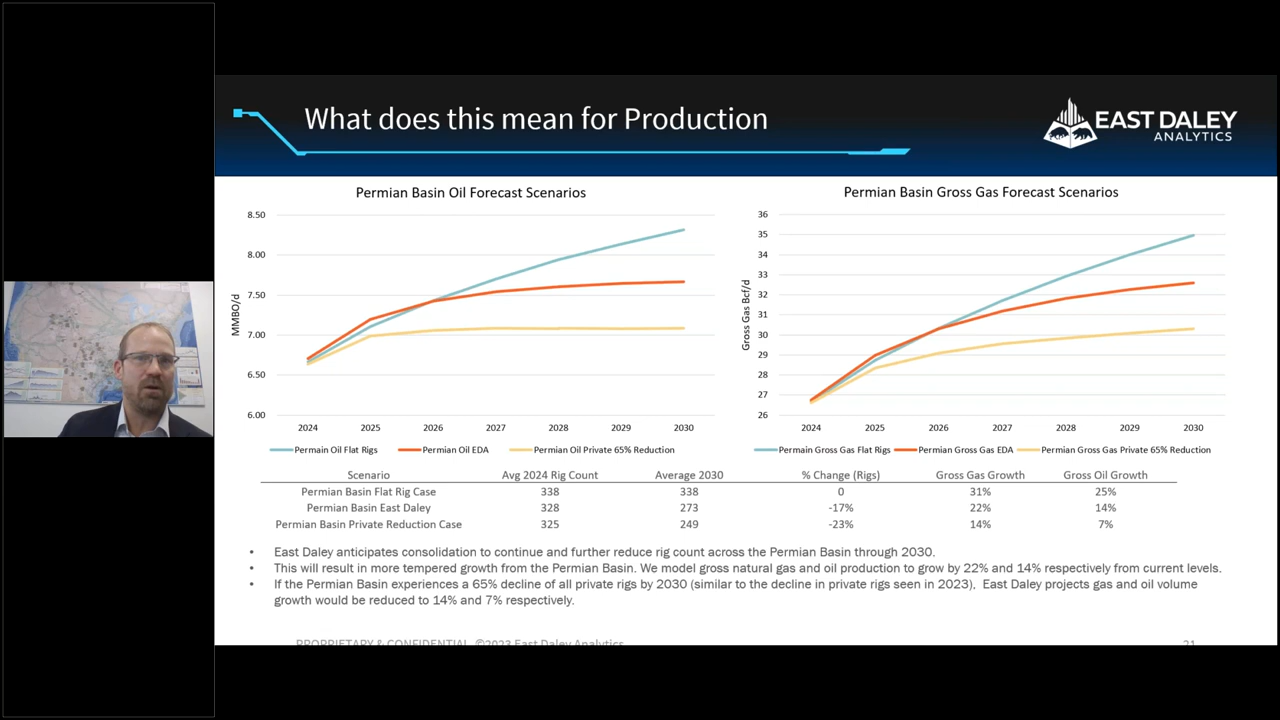 What does this mean for Production
EAST DALEY
ANALYTICS
Permian Basin Oil Forecast Scenarios
8.50
8.00
7.50
7.00
6.50
6.00
MMBO/d
2024 2025 2026 2027 2028 2029 2030
Permain Oil Flat Rigs Permian Oil EDA Permian Oil Private 65% Reduction
Permian Basin Gross Gas Forecast Scenarios
36
35
34
33
32
31
30
29
28
27
26
Gross Gas Bcf/d
2024 2025 2026 2027 2028 2029 2030
Permain Gross Gas Flat Rigs Permian Gross Gas EDA Permian Gross Gas Private 65% Reduction
Scenario Avg 2024 Rig Count Average 2030 % Change (Rigs) Gross Gas Growth Gross Oil Growth
Permian Basin Flat Rig Case 338 338 0 31% 25%
Permian Basin East Daley 328 273 -17% 22% 14%
Permian Basin Private Reduction Case 325 249 -23% 14% 7%
• East Daley anticipates consolidation to continue and further reduce rig count across the Permian Basin through 2030.
• This will result in more tempered growth from the Permian Basin. We model gross natural gas and oil production to grow by 22% and 14% respectively from current levels.
• If the Permian Basin experiences a 65% decline of all private rigs by 2030 (similar to the decline in private rigs seen in 2023), East Daley projects gas and oil volume
growth would be reduced to 14% and 7% respectively.
PROPRIETARY & CONFIDENTIAL ©2023 East Daley Analytics
21